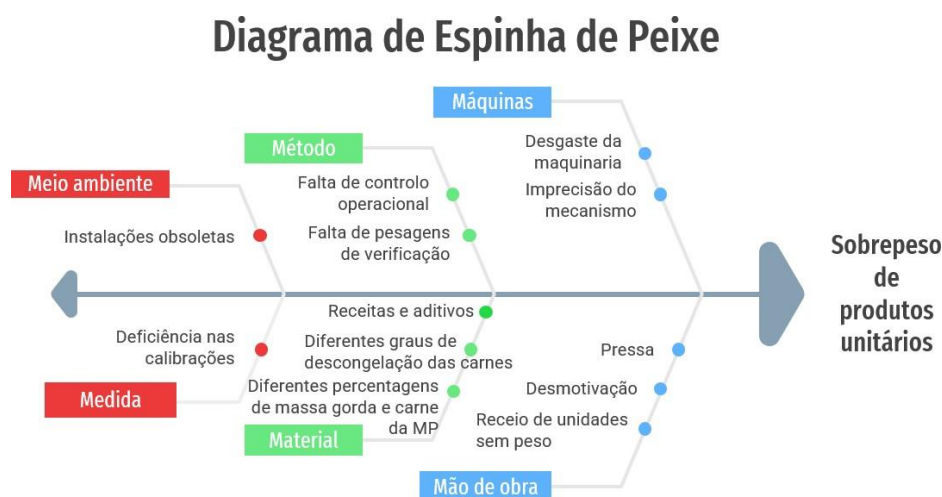 Diagrama de Espinha de Peixe
Máquinas
Desgaste da
maquinaria
Imprecisão do
mecanismo
Método
Falta de controlo
operacional
Falta de pesagens
de verificação
Meio ambiente
Instalações obsoletas
Sobrepeso
de
produtos
unitários
Deficiência nas
calibrações
Medida
Receitas e aditivos
Diferentes graus de
descongelação das carnes
Diferentes percentagens
de massa gorda e carne
da MP
Material
Pressa
Desmotivação
Receio de unidades
sem peso
Mão de obra